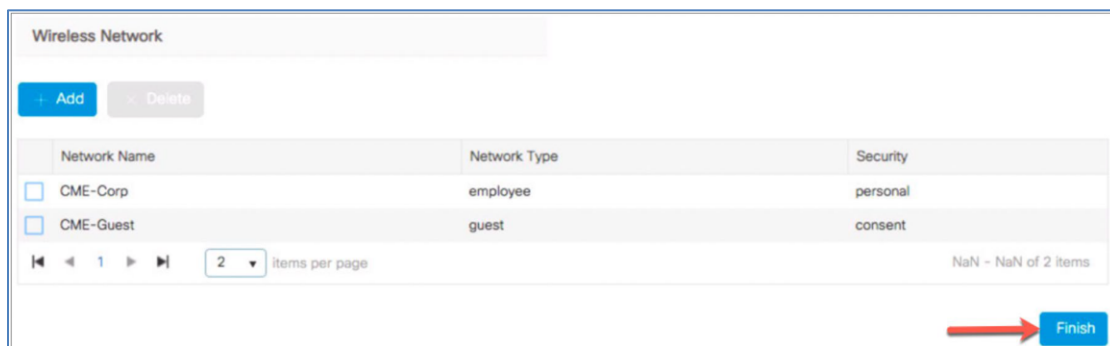 Wireless Network
+ Add × Delete
Network Name Network Type Security
CME-Corp employee personal
CME-Guest guest consent
1 2 items per page NaN - NaN of 2 items
Finish